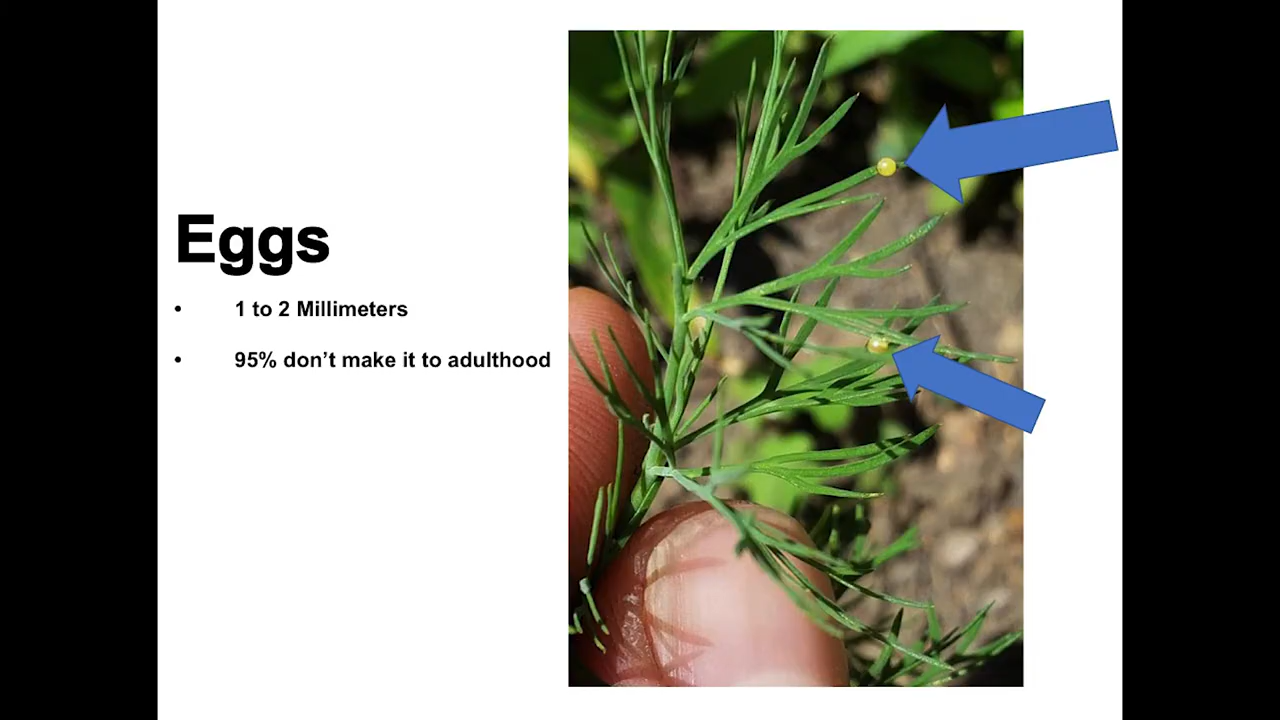 Eggs
• 1 to 2 Millimeters
• 95% don’t make it to adulthood